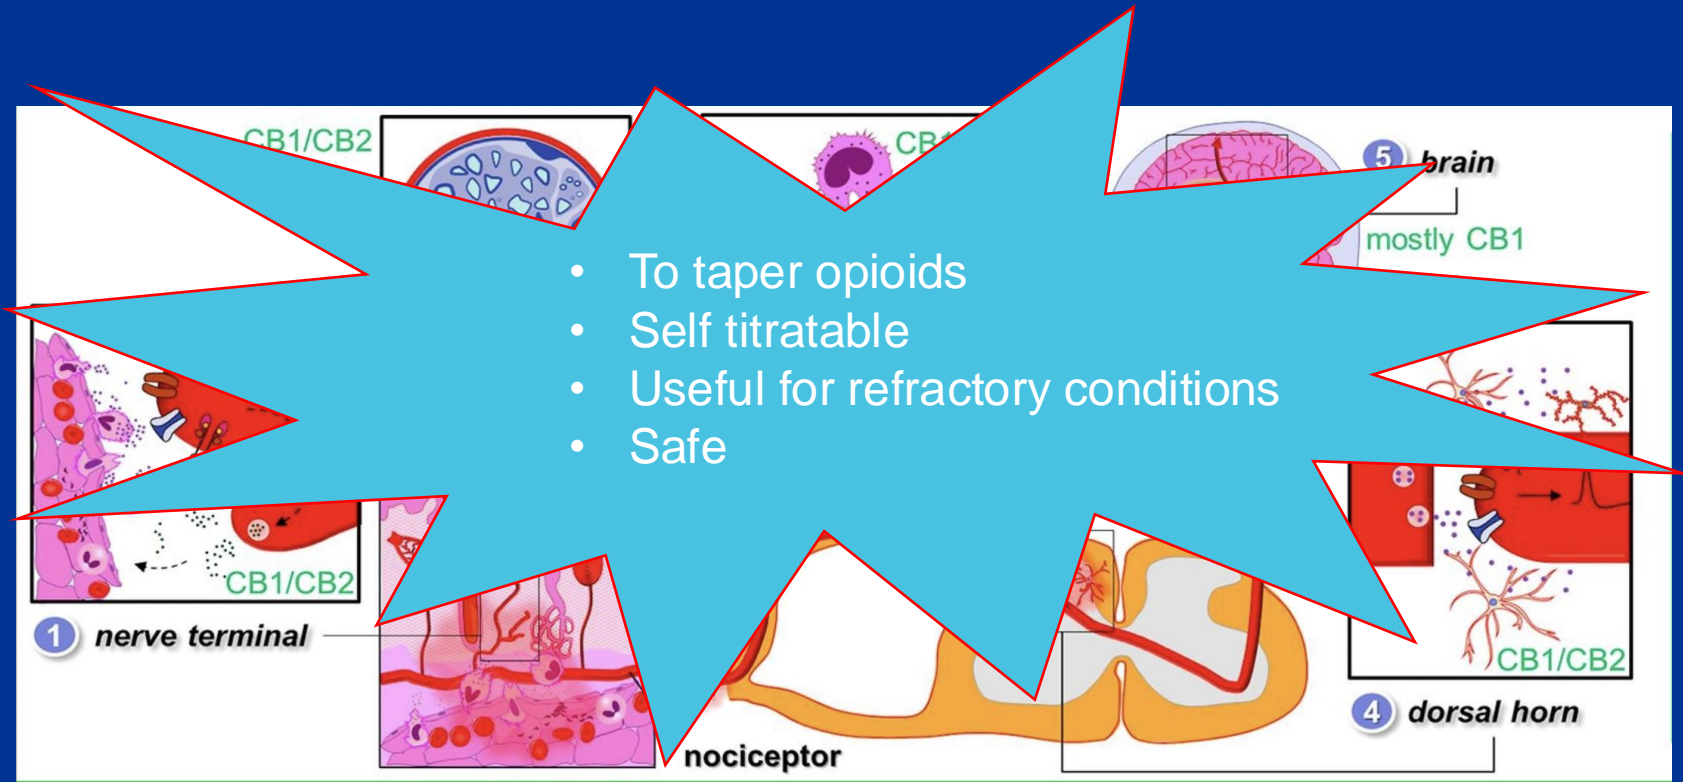 CB1/CB2
CB1
5 brain
mostly CB1
• To taper opioids
• Self titratable
• Useful for refractory conditions
• Safe
CB1/CB2
1 nerve terminal
CB1/CB2
4 dorsal horn
nociceptor